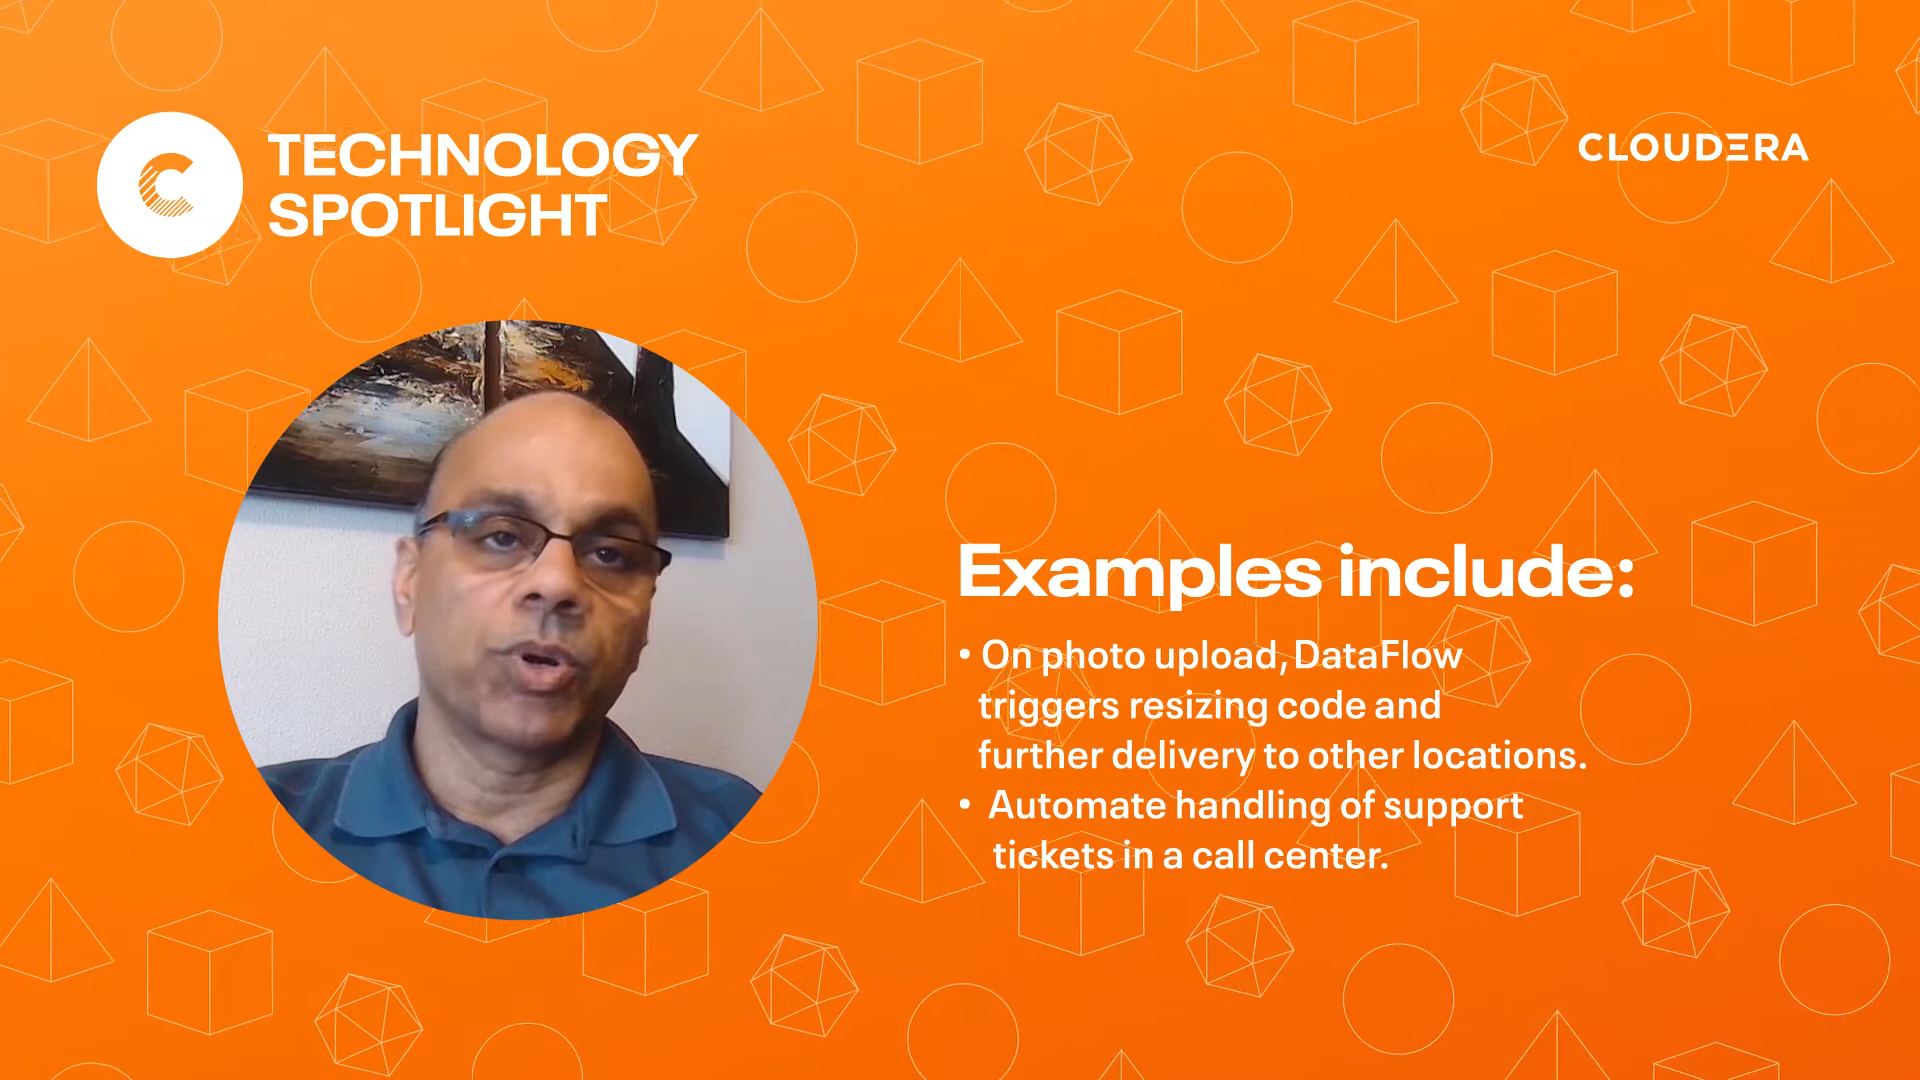 C
TECHNOLOGY
SPOTLIGHT
CLOUDERA
Examples include:
• On photo upload, DataFlow
triggers resizing code and
further delivery to other locations.
• Automate handling of support
tickets in a call center.